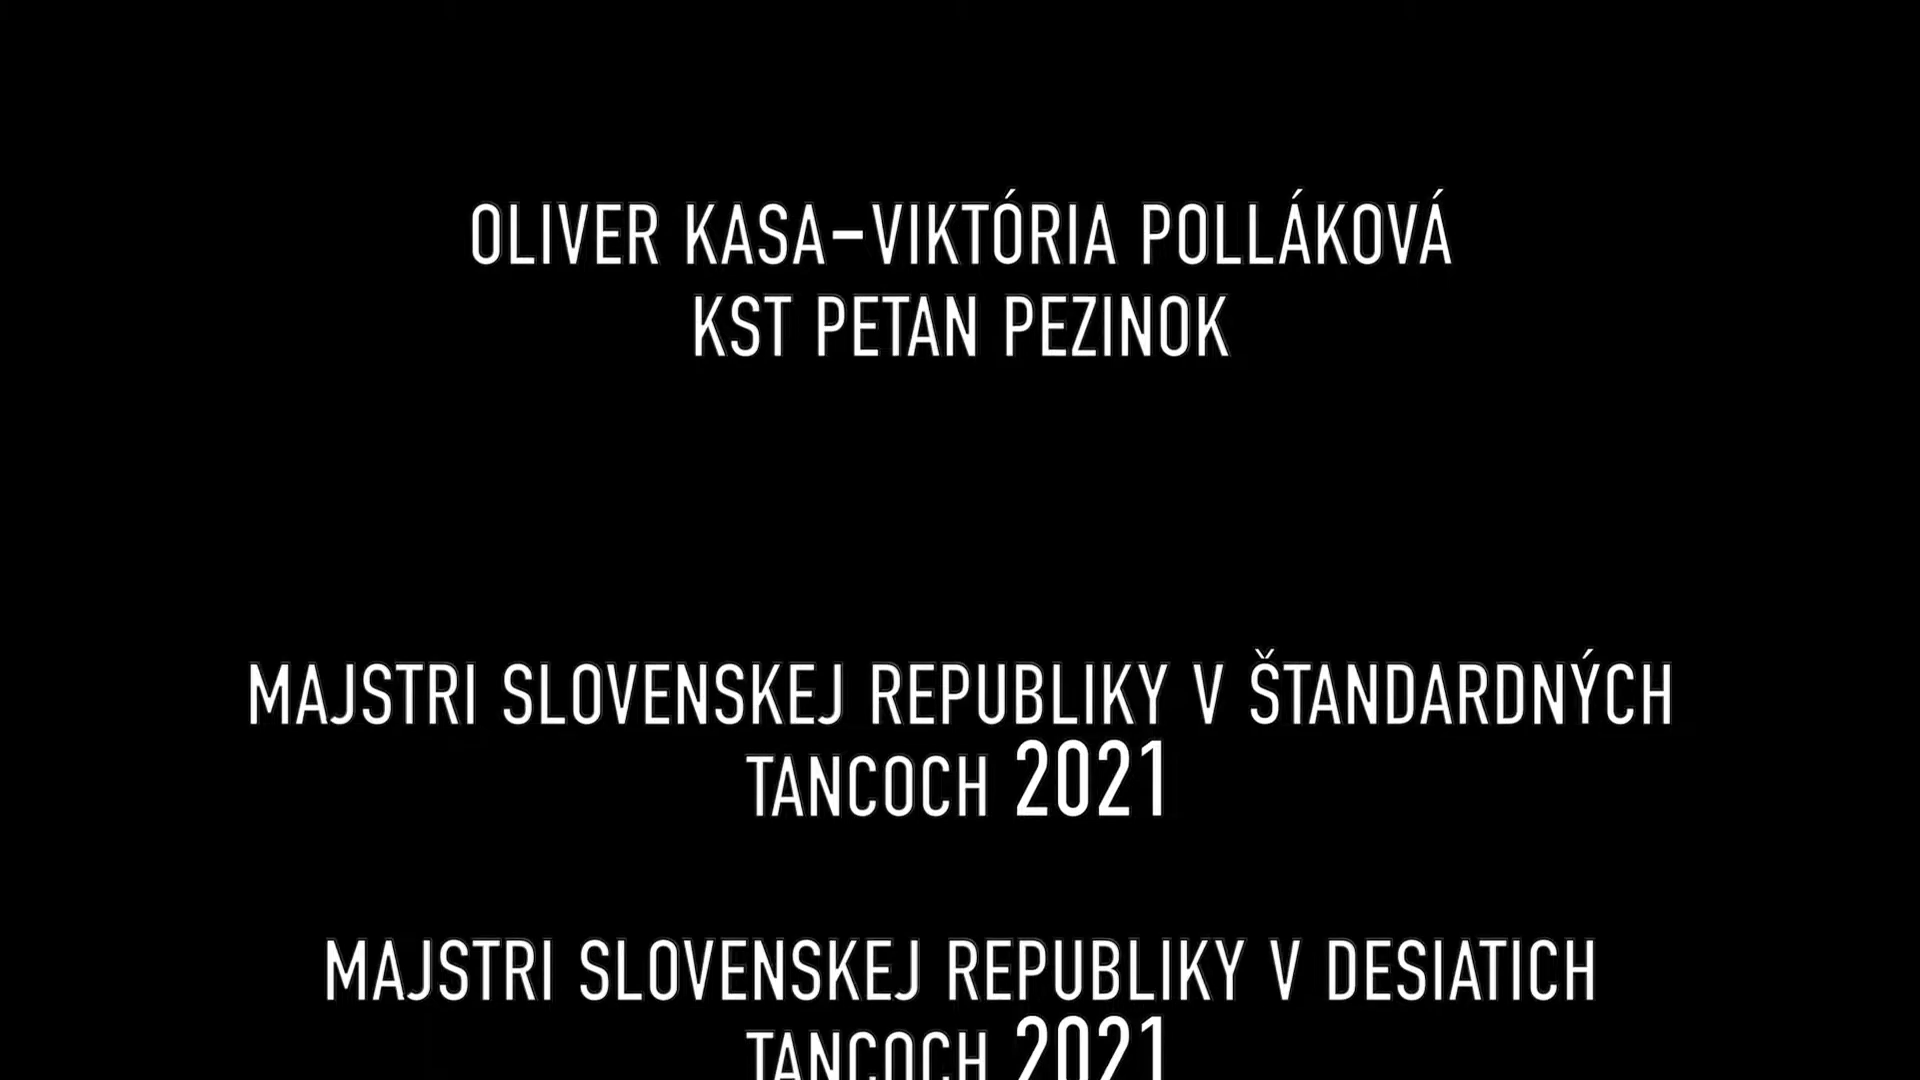 OLIVER KASA–VIKTÓRIA POLLÁKOVÁ
KST PETAN PEZINOK
MAJSTRI SLOVENSKEJ REPUBLIKY V ŠTANDARDNÝCH
TANCOCH 2021
MAJSTRI SLOVENSKEJ REPUBLIKY V DESIATICH
TANCOCH 2021